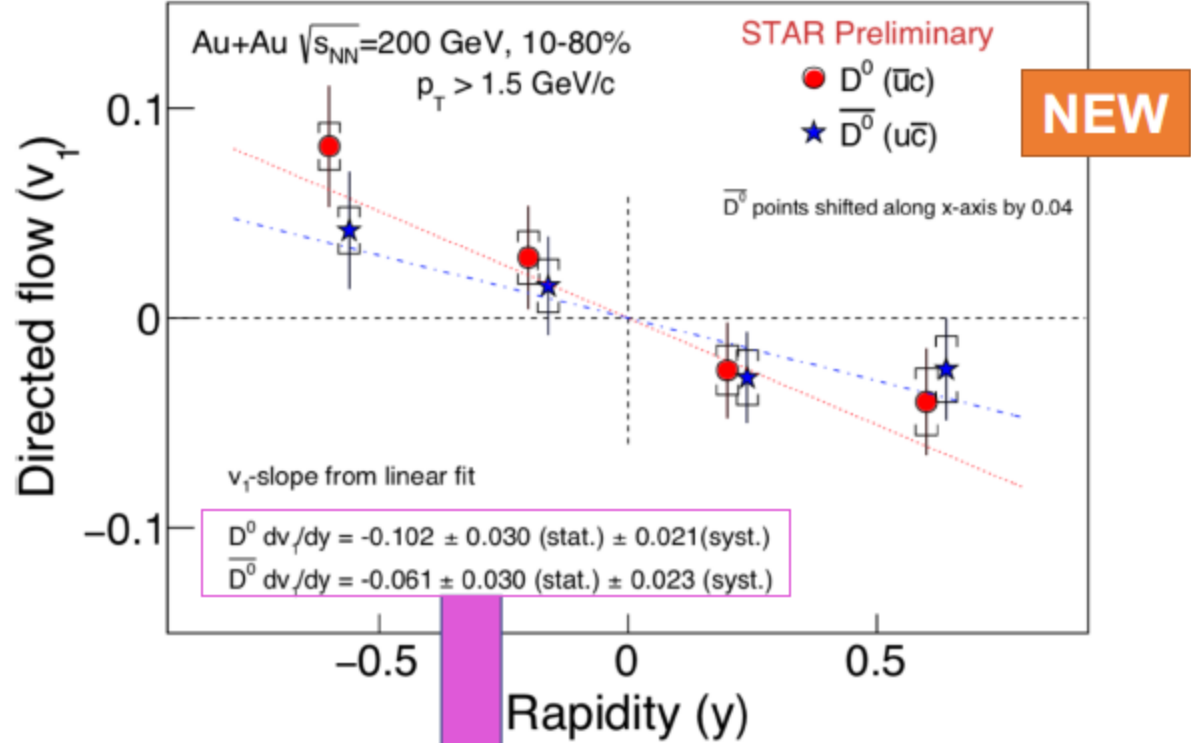 Au+Au √s_NN=200 GeV, 10-80%
p_T > 1.5 GeV/c
STAR Preliminary
D⁰ (u̅c)
D̅⁰ (uc̅)
NEW
D̅⁰ points shifted along x-axis by 0.04
Directed flow (v₁)
0.1
0
−0.1
v₁-slope from linear fit
D⁰ dv₁/dy = -0.102 ± 0.030 (stat.) ± 0.021(syst.)
D̅⁰ dv₁/dy = -0.061 ± 0.030 (stat.) ± 0.023 (syst.)
−0.5 0 0.5
Rapidity (y)